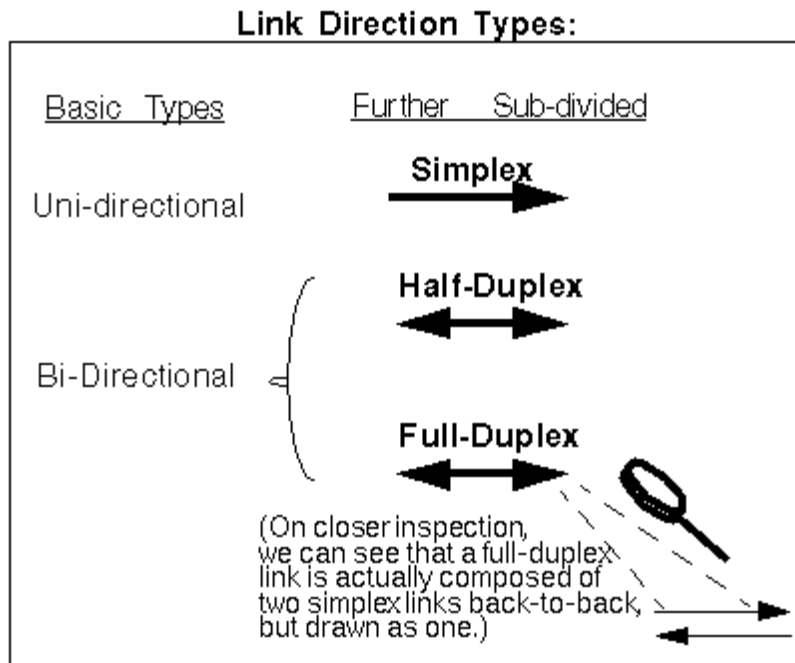 Link Direction Types:
Basic Types Further Sub-divided
Simplex
Uni-directional
Half-Duplex
Bi-Directional
Full-Duplex
(On closer inspection,
we can see that a full-duplex
link is actually composed of
two simplex links back-to-back,
but drawn as one.)